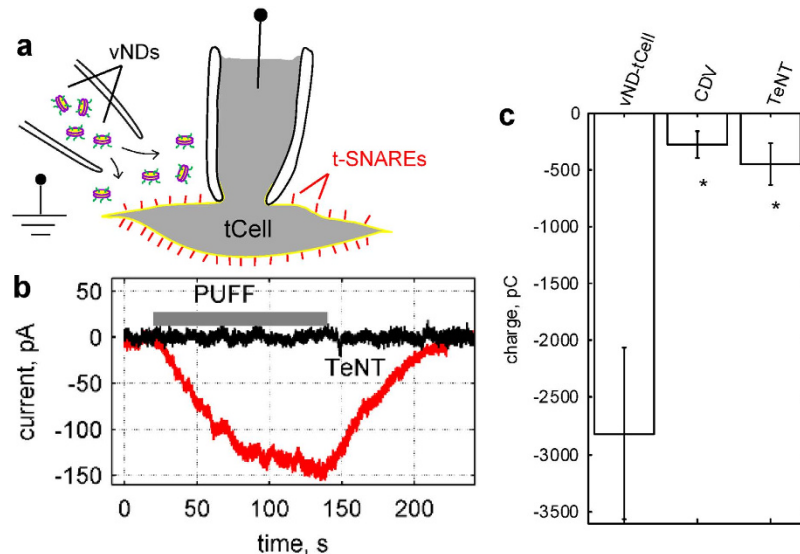 a
vNDs
t-SNAREs
tCell
b
PUFF
TeNT
current, pA
50
0
-50
-100
-150
0
50
100
150
200
time, s
c
vND-tCell
CDV
TeNT
charge, pC
0
-500
-1000
-1500
-2000
-2500
-3000
-3500
*
*